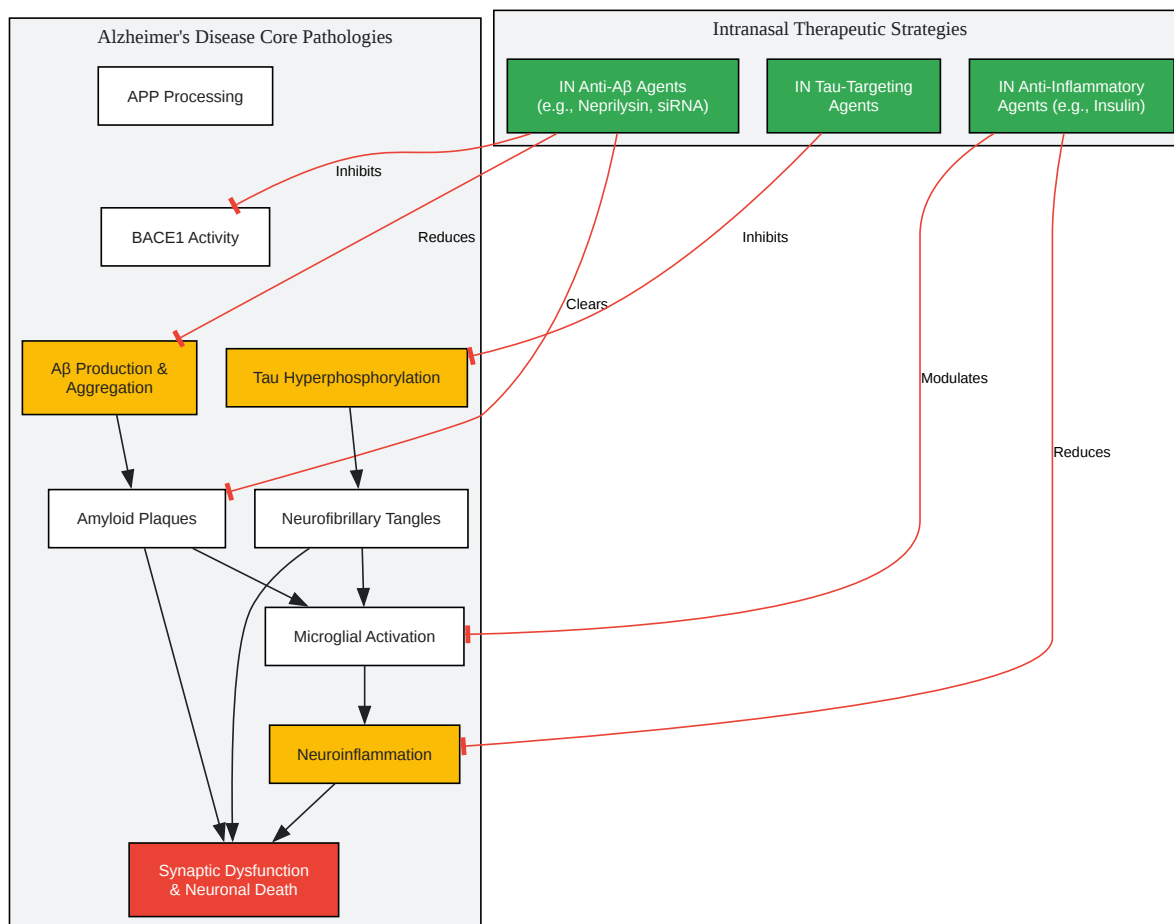 Alzheimer's Disease Core Pathologies
Intranasal Therapeutic Strategies
APP Processing
IN Anti-Aβ Agents
(e.g., Neprilysin, siRNA)
IN Tau-Targeting
Agents
IN Anti-Inflammatory
Agents (e.g., Insulin)
Inhibits
BACE1 Activity
Reduces
Inhibits
Clears
Aβ Production &
Aggregation
Tau Hyperphosphorylation
Modulates
Reduces
Amyloid Plaques
Neurofibrillary Tangles
Microglial Activation
Neuroinflammation
Synaptic Dysfunction
& Neuronal Death